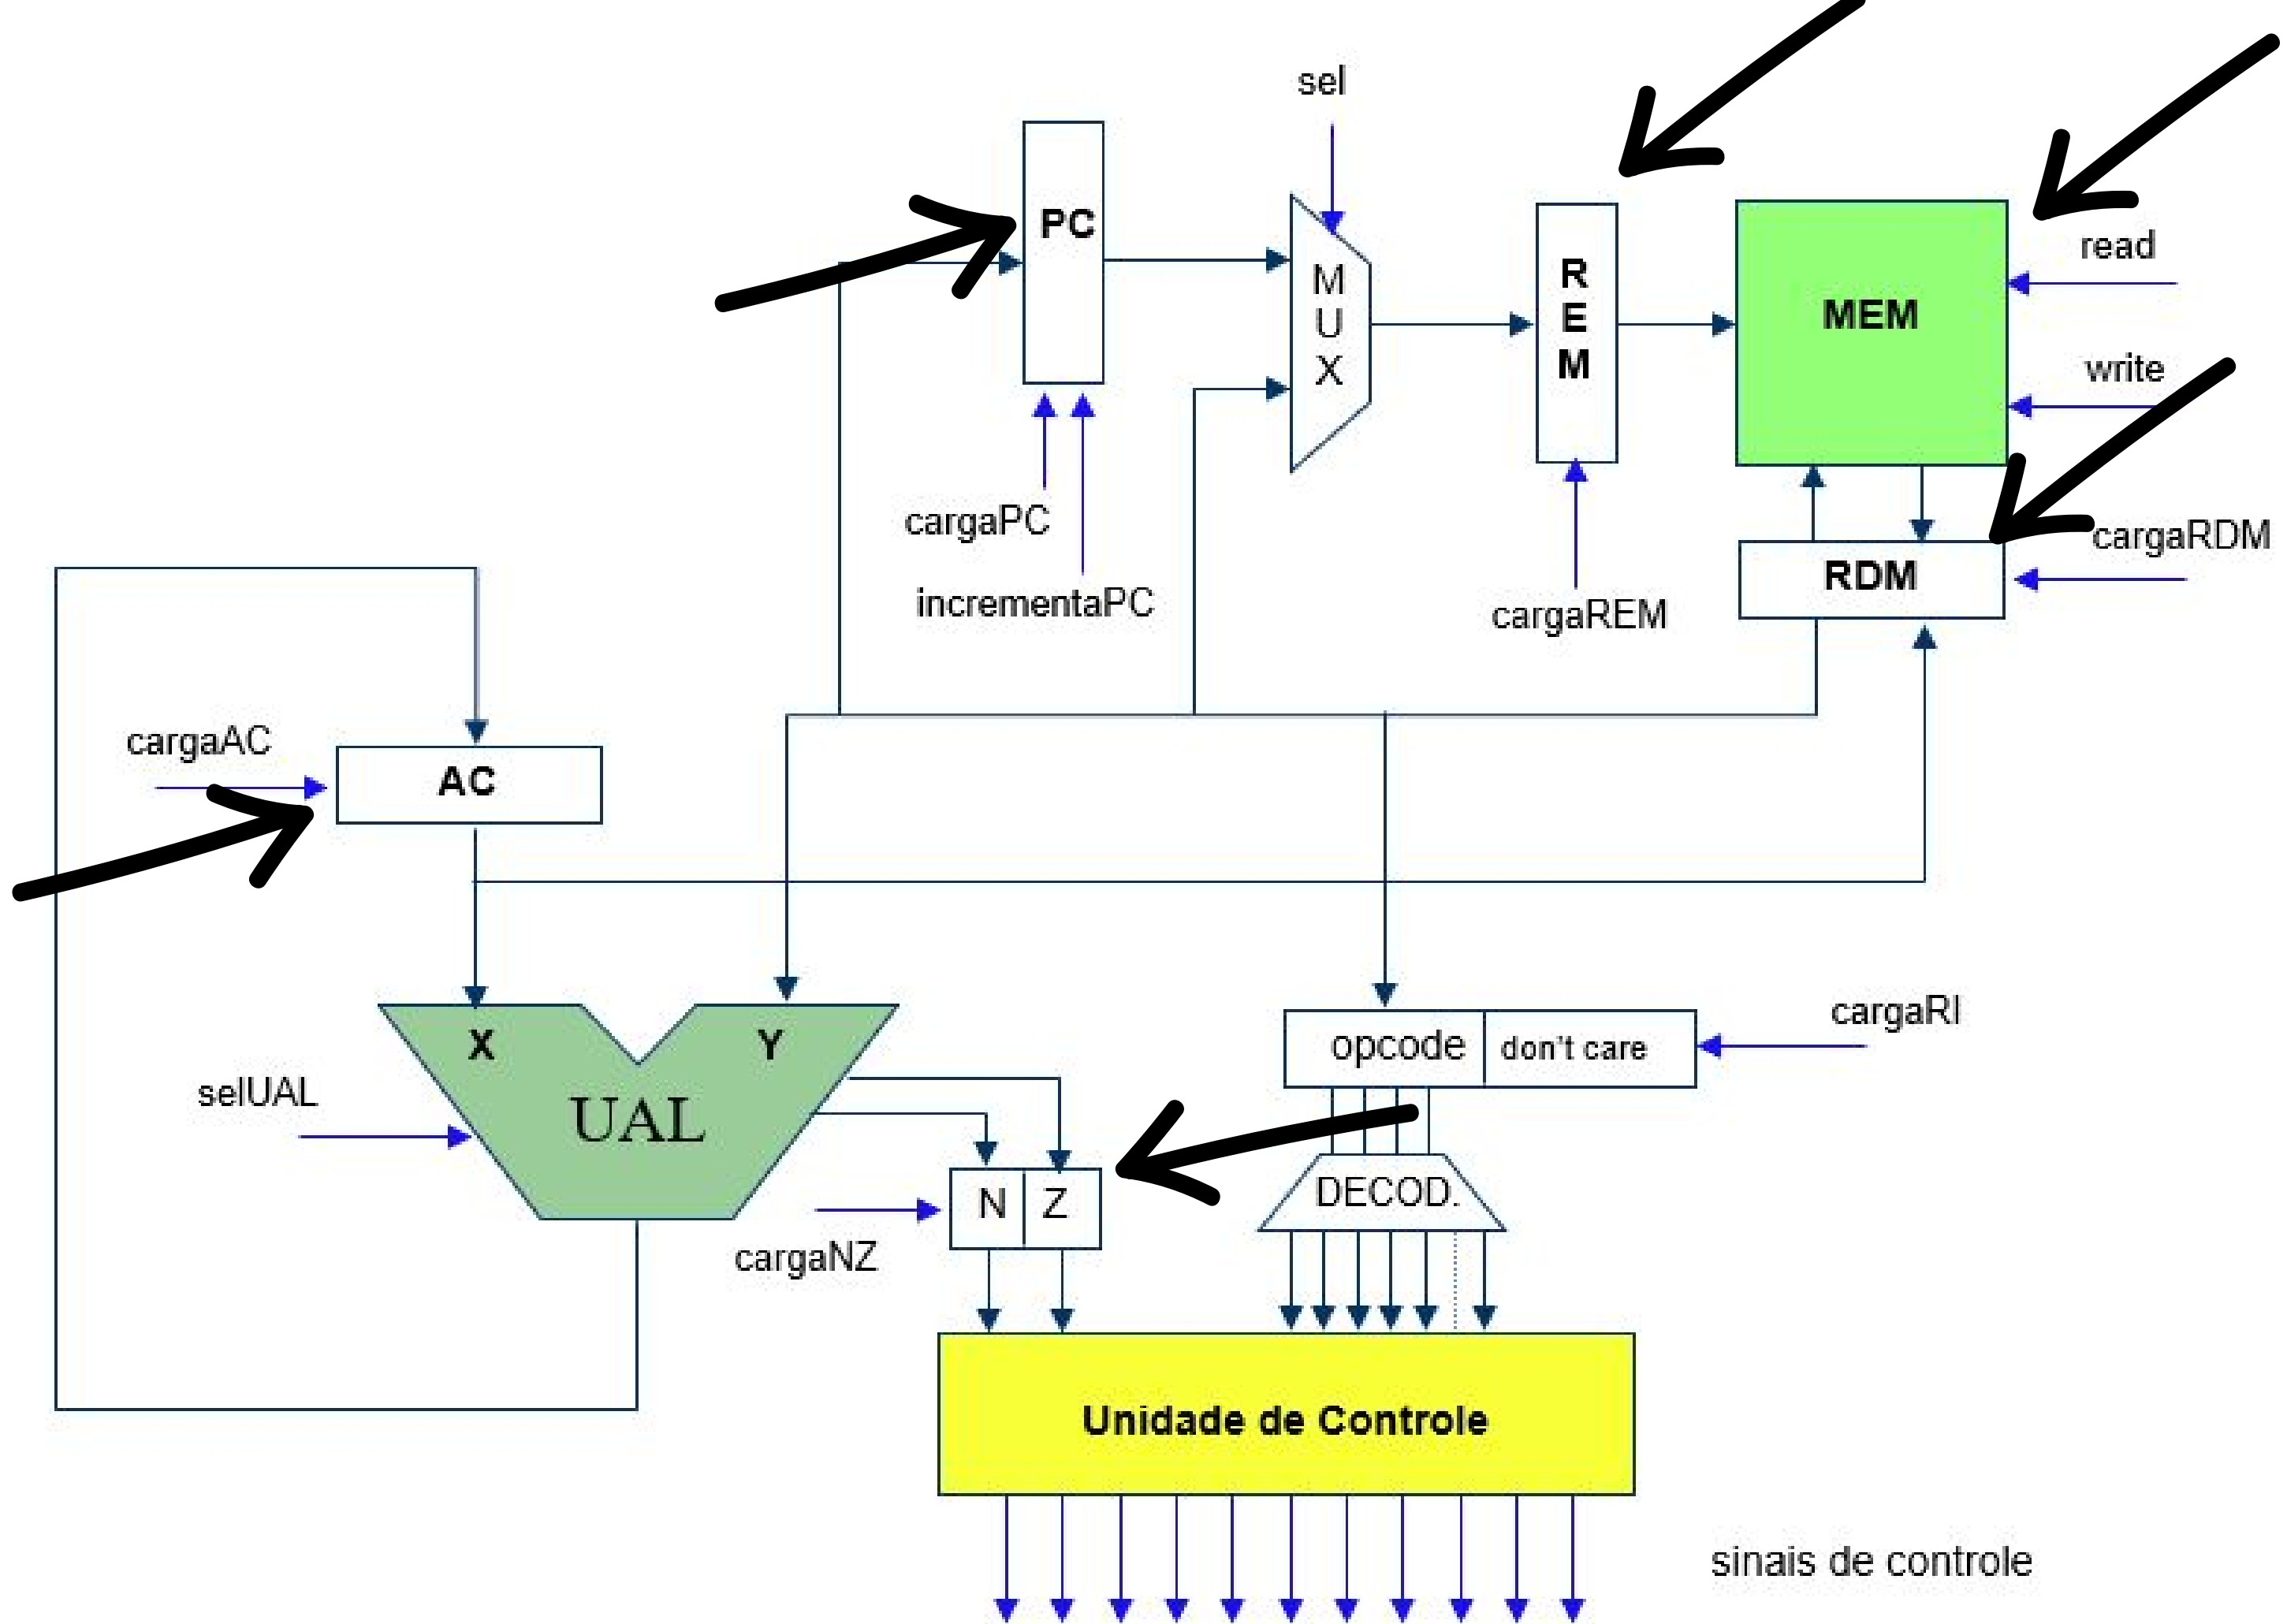 sel
PC
M
U
X
R
E
M
MEM
read
write
cargaPC
incrementaPC
cargaREM
RDM
cargaRDM
cargaAC
AC
X
Y
UAL
selUAL
opcode
don't care
cargaRI
N
Z
DECOD.
cargaNZ
Unidade de Controle
sinais de controle